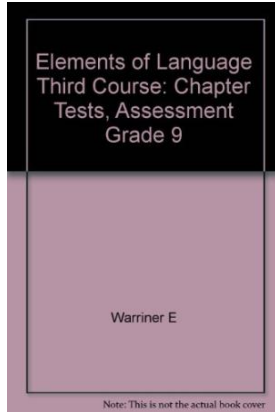 Elements of Language
Third Course: Chapter
Tests, Assessment
Grade 9
Warriner E
Note: This is not the actual book cover